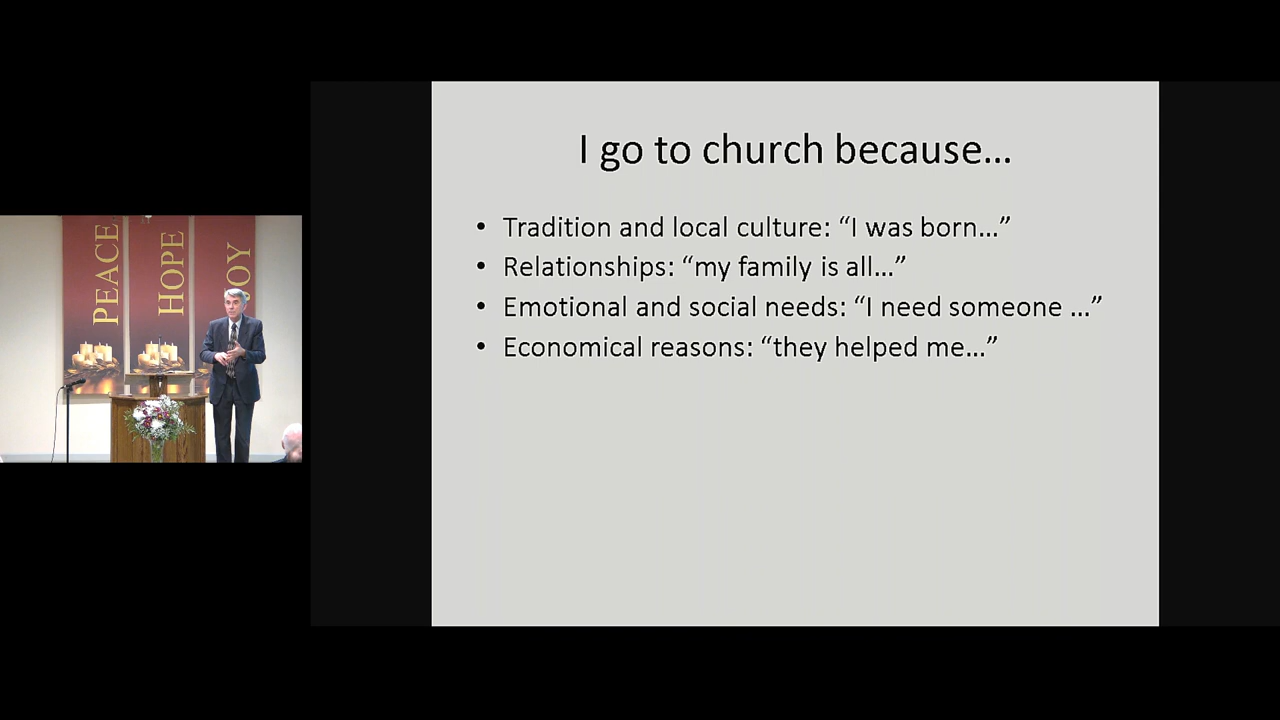 PEACE
HOPE
JOY
I go to church because...
• Tradition and local culture: “I was born...”
• Relationships: “my family is all...”
• Emotional and social needs: “I need someone ...”
• Economical reasons: “they helped me...”